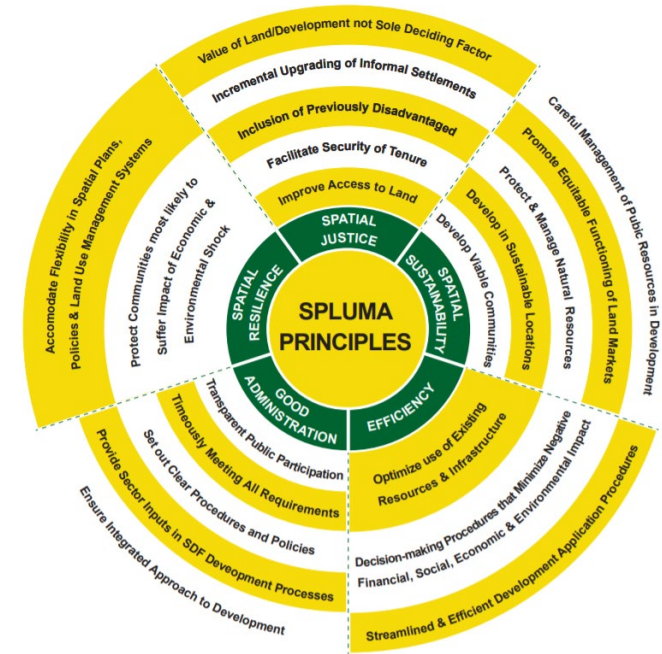 SPLUMA
PRINCIPLES
SPATIAL
JUSTICE
Improve Access to Land
Facilitate Security of Tenure
Inclusion of Previously Disadvantaged
Incremental Upgrading of Informal Settlements
Value of Land/Development not Sole Deciding Factor
SPATIAL
SUSTAINABILITY
Develop Viable Communities
Develop in Sustainable Locations
Protect & Manage Natural Resources
Promote Equitable Functioning of Land Markets
Careful Management of Public Resources in Development
EFFICIENCY
Optimize use of Existing
Resources & Infrastructure
Decision-making Procedures that Minimize Negative
Financial, Social, Economic & Environmental Impact
Streamlined & Efficient Development Application Procedures
GOOD
ADMINISTRATION
Transparent Public Participation
Timeously Meeting All Requirements
Set out Clear Procedures and Policies
Provide Sector Inputs in SDF Deveopment Processes
Ensure Integrated Approach to Development
SPATIAL
RESILIENCE
Protect Communities most likely to
Suffer Impact of Economic &
Environmental Shock
Accomodate Flexibility in Spatial Plans,
Policies & Land Use Management Systems